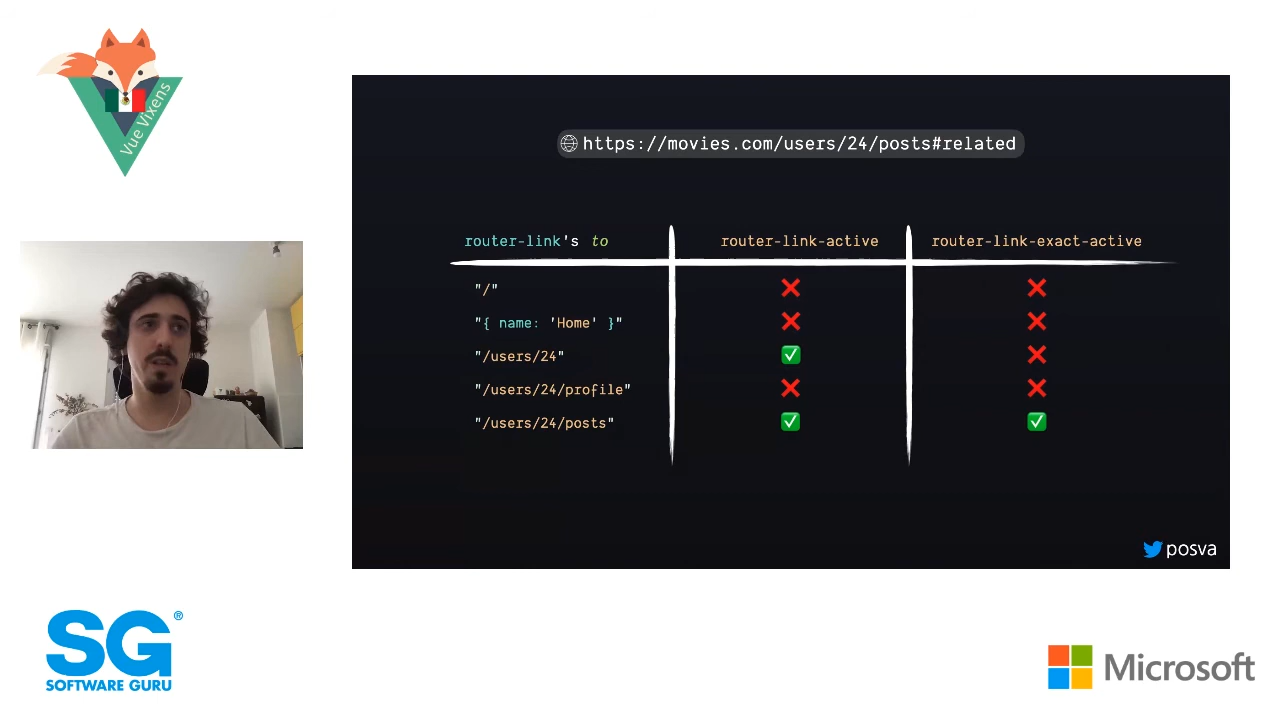 Vue Vixens
https://movies.com/users/24/posts#related
router-link's to router-link-active router-link-exact-active
"/" ❌ ❌
"{ name: 'Home' }" ❌ ❌
"/users/24" ✅ ❌
"/users/24/profile" ❌ ❌
"/users/24/posts" ✅ ✅
posva
SG®
SOFTWARE GURU
Microsoft